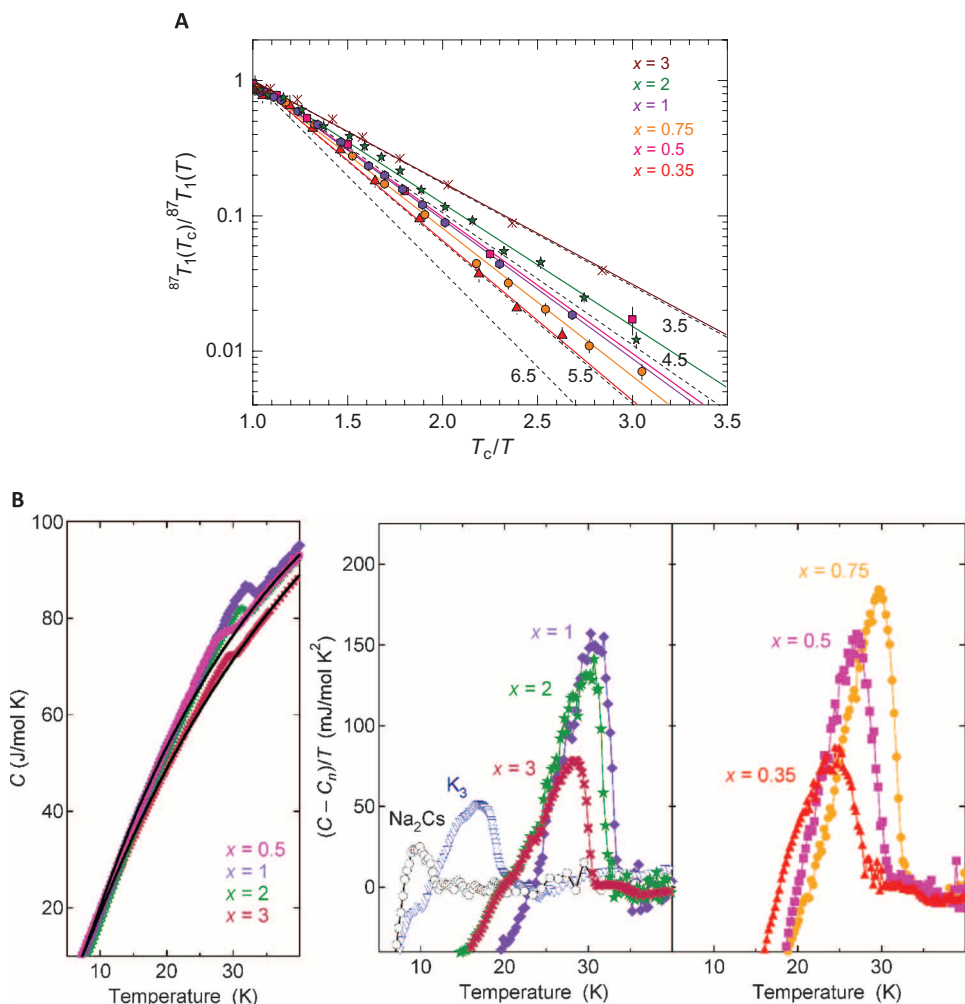 A
x = 3
x = 2
x = 1
x = 0.75
x = 0.5
x = 0.35
⁸⁷T₁(Tc)/⁸⁷T₁(T)
1
0.1
0.01
3.5
4.5
5.5
6.5
1.0 1.5 2.0 2.5 3.0 3.5
Tc/T
B
C (J/mol K)
100
80
60
40
20
x = 0.5
x = 1
x = 2
x = 3
10 20 30
Temperature (K)
(C – Cn)/T (mJ/mol K²)
200
150
100
50
0
x = 1
x = 2
x = 3
K₃
Na₂Cs
10 20 30
Temperature (K)
x = 0.75
x = 0.5
x = 0.35
10 20 30
Temperature (K)